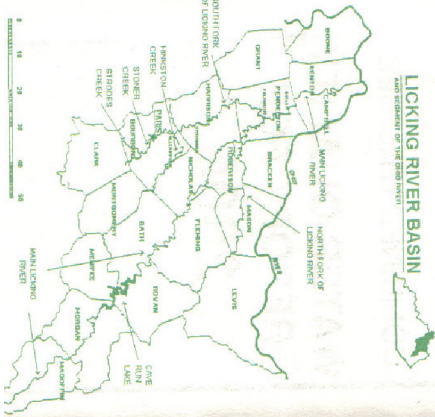 LICKING RIVER BASIN
AND SEGMENT OF THE OHIO RIVER
BOONE
KENTON
CAMPBELL
GRANT
PENDLETON
MAIN LICKING
RIVER
BRACKEN
OHIO
RIVER
NORTH FORK OF
LICKING RIVER
SOUTH FORK
OF LICKING RIVER
HARRISON
ROBERTSON
MASON
LEWIS
HINKSTON
CREEK
STONER
CREEK
STRODES
CREEK
PARIS
BOURBON
NICHOLAS
FLEMING
CLARK
MONTGOMERY
BATH
ROWAN
MENIFEE
CAVE
RUN
LAKE
MORGAN
MAGOFFIN
MAIN LICKING
RIVER
0
10
20
30
40
50